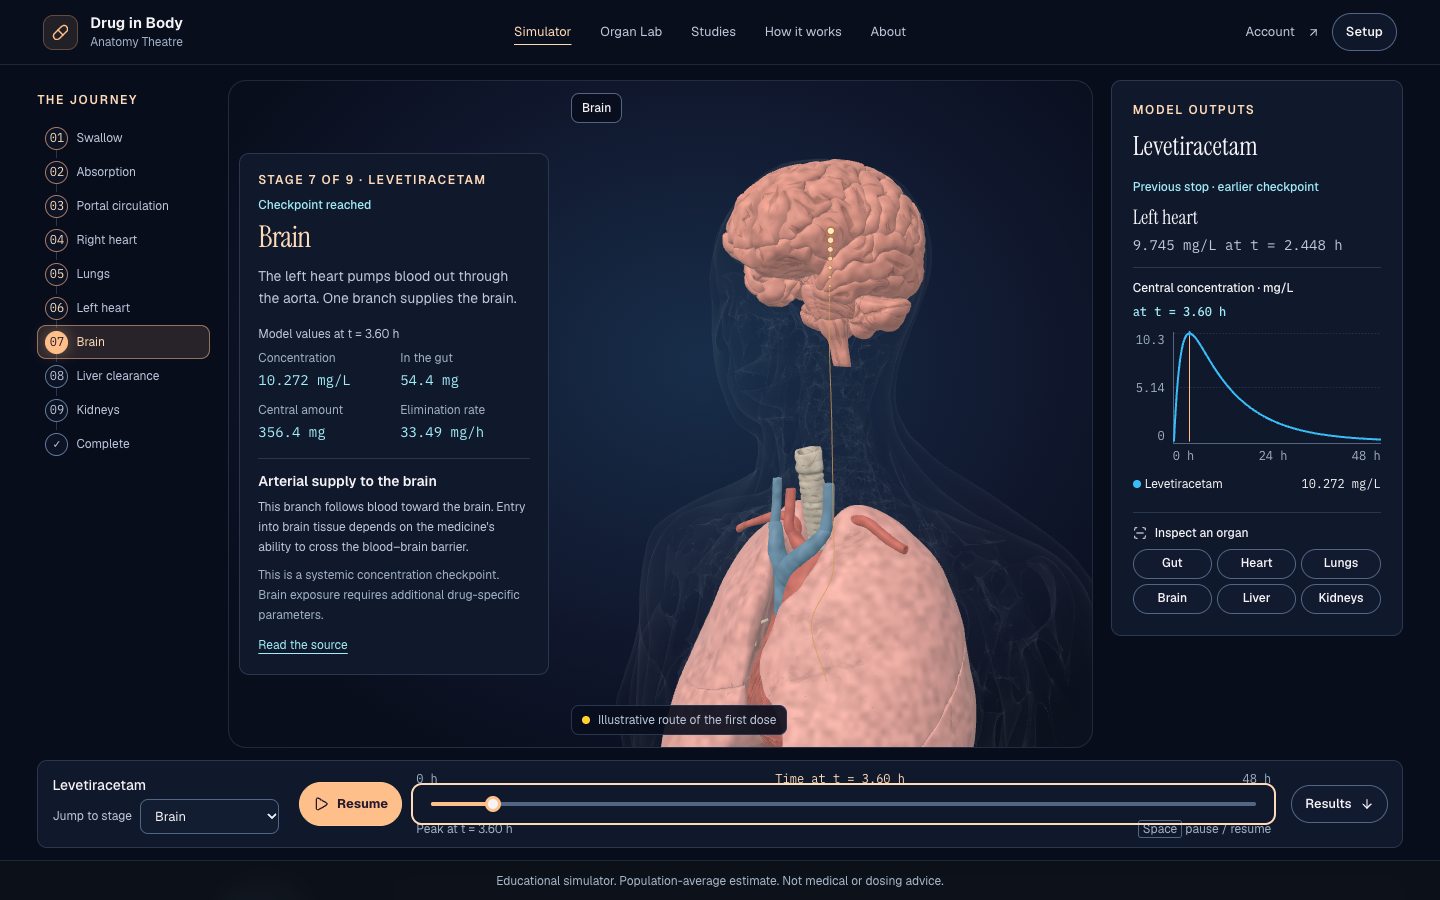 Drug in Body
Anatomy Theatre
Simulator
Organ Lab
Studies
How it works
About
Account
Setup
THE JOURNEY
01 Swallow
02 Absorption
03 Portal circulation
04 Right heart
05 Lungs
06 Left heart
07 Brain
08 Liver clearance
09 Kidneys
✓ Complete
Brain
STAGE 7 OF 9 · LEVETIRACETAM
Checkpoint reached
Brain
The left heart pumps blood out through
the aorta. One branch supplies the brain.
Model values at t = 3.60 h
Concentration
10.272 mg/L
In the gut
54.4 mg
Central amount
356.4 mg
Elimination rate
33.49 mg/h
Arterial supply to the brain
This branch follows blood toward the brain. Entry
into brain tissue depends on the medicine's
ability to cross the blood–brain barrier.
This is a systemic concentration checkpoint.
Brain exposure requires additional drug-specific
parameters.
Read the source
Illustrative route of the first dose
MODEL OUTPUTS
Levetiracetam
Previous stop · earlier checkpoint
Left heart
9.745 mg/L at t = 2.448 h
Central concentration · mg/L
at t = 3.60 h
10.3
5.14
0
0 h 24 h 48 h
Levetiracetam 10.272 mg/L
Inspect an organ
Gut Heart Lungs
Brain Liver Kidneys
Levetiracetam
Jump to stage Brain
Resume
0 h Time at t = 3.60 h 48 h
Peak at t = 3.60 h
Space pause / resume
Results ↓
Educational simulator. Population-average estimate. Not medical or dosing advice.